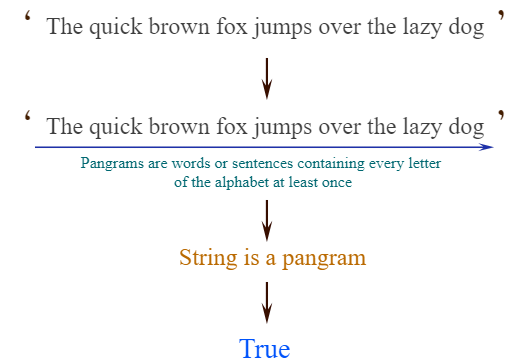 ‘ The quick brown fox jumps over the lazy dog ’
‘ The quick brown fox jumps over the lazy dog ’
Pangrams are words or sentences containing every letter
of the alphabet at least once
String is a pangram
True